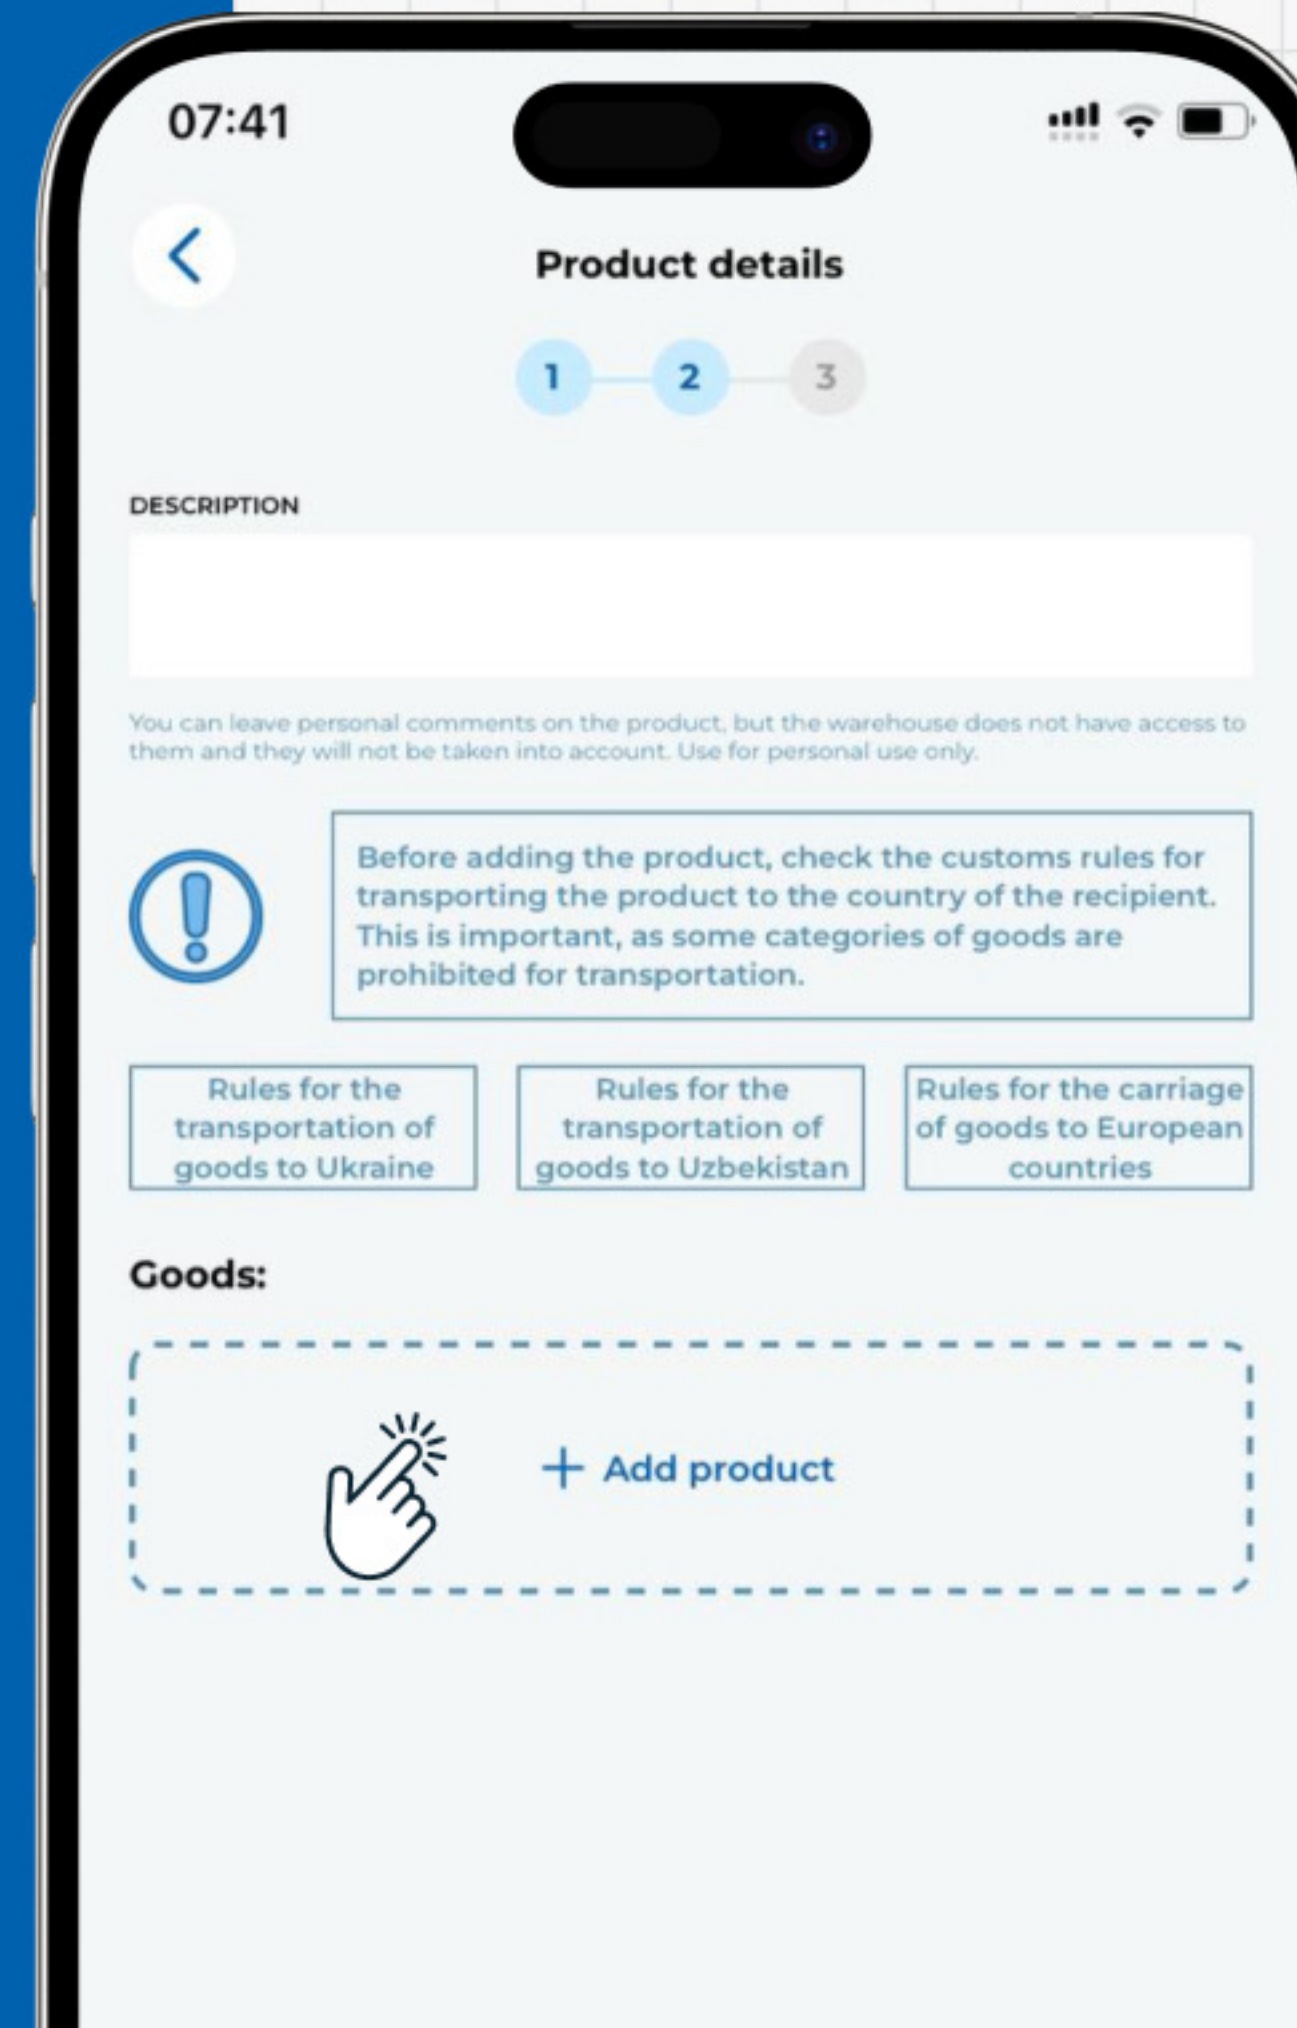 07:41
Product details
1
2
3
DESCRIPTION
You can leave personal comments on the product, but the warehouse does not have access to
them and they will not be taken into account. Use for personal use only.
Before adding the product, check the customs rules for
transporting the product to the country of the recipient.
This is important, as some categories of goods are
prohibited for transportation.
Rules for the
transportation of
goods to Ukraine
Rules for the
transportation of
goods to Uzbekistan
Rules for the carriage
of goods to European
countries
Goods:
+ Add product